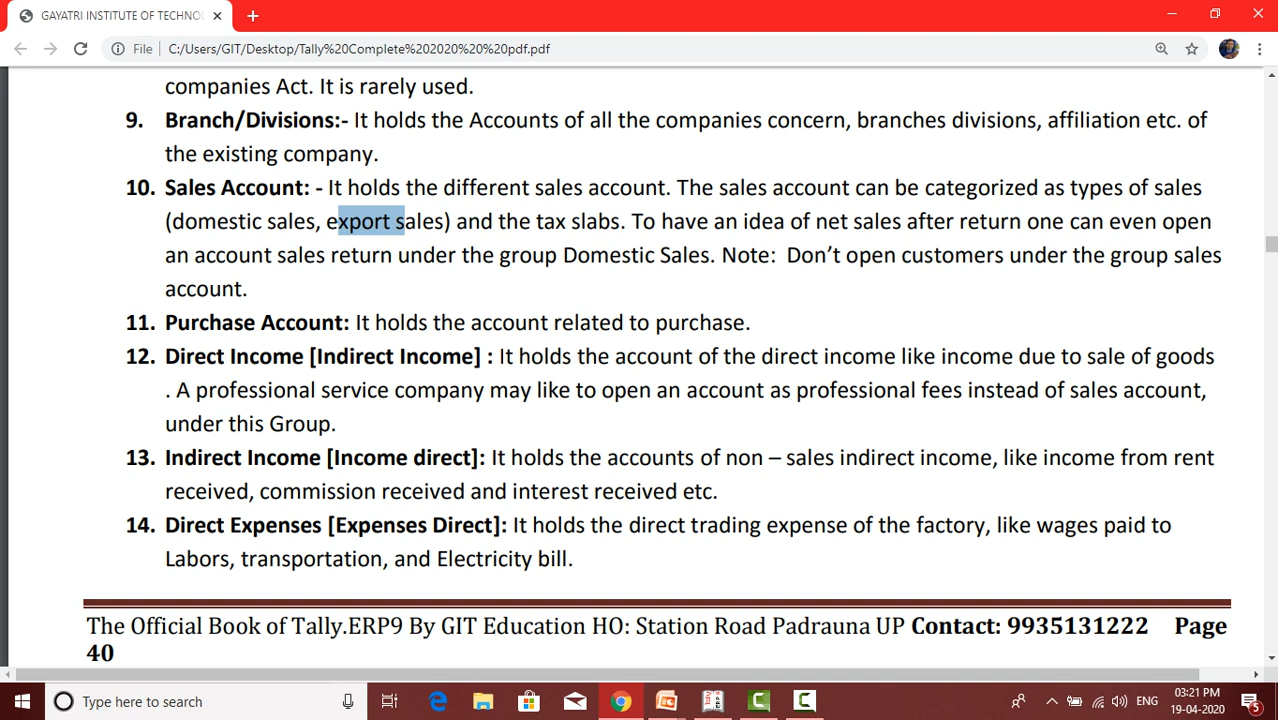 GAYATRI INSTITUTE OF TECHNO
File
C:/Users/GIT/Desktop/Tally%20Complete%202020%20%20pdf.pdf
companies Act. It is rarely used.
9. Branch/Divisions:- It holds the Accounts of all the companies concern, branches divisions, affiliation etc. of
the existing company.
10. Sales Account: - It holds the different sales account. The sales account can be categorized as types of sales
(domestic sales, export sales) and the tax slabs. To have an idea of net sales after return one can even open
an account sales return under the group Domestic Sales. Note:  Don't open customers under the group sales
account.
11. Purchase Account: It holds the account related to purchase.
12. Direct Income [Indirect Income] : It holds the account of the direct income like income due to sale of goods
. A professional service company may like to open an account as professional fees instead of sales account,
under this Group.
13. Indirect Income [Income direct]: It holds the accounts of non – sales indirect income, like income from rent
received, commission received and interest received etc.
14. Direct Expenses [Expenses Direct]: It holds the direct trading expense of the factory, like wages paid to
Labors, transportation, and Electricity bill.
The Official Book of Tally.ERP9 By GIT Education HO: Station Road Padrauna UP Contact: 9935131222 Page
40
Type here to search
ENG
03:21 PM
19-04-2020
5